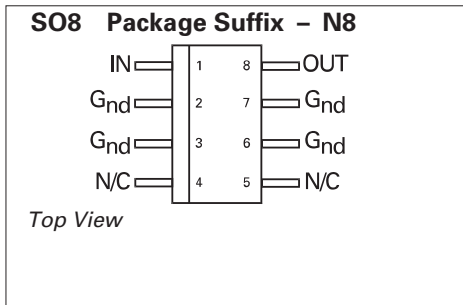 SO8 Package Suffix – N8
IN 1 8 OUT
Gnd 2 7 Gnd
Gnd 3 6 Gnd
N/C 4 5 N/C
Top View